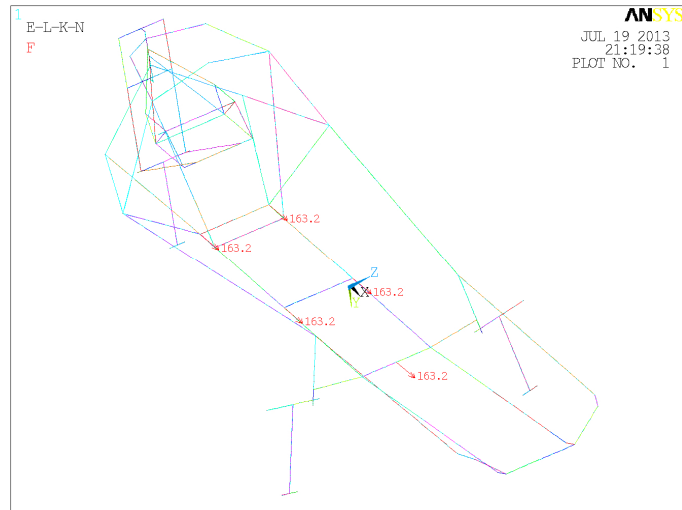 1
E-L-K-N
F
ANSYS
JUL 19 2013
21:19:38
PLOT NO. 1
163.2
163.2
Z
X
163.2
Y
163.2
163.2